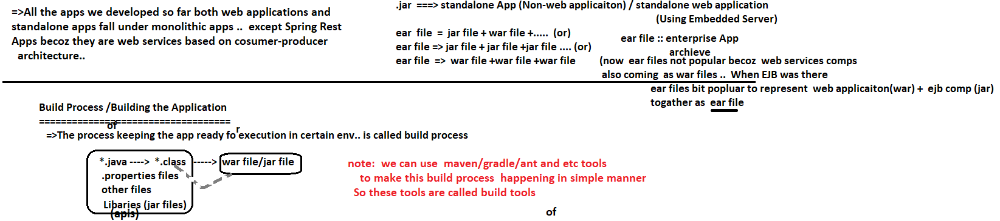 =>All the apps we developed so far both web applications and
standalone apps fall under monolithic apps .. except Spring Rest
Apps becoz they are web services based on cosumer-producer
architecture..
.jar ===> standalone App (Non-web applicaiton) / standalone web application
(Using Embedded Server)
ear file = jar file + war file +..... (or)
ear file => jar file + jar file +jar file .... (or)
ear file => war file +war file +war file
ear file :: enterprise App
archieve
(now ear files not popular becoz web services comps
also coming as war files .. When EJB was there
ear files bit popluar to represent web applicaiton(war) + ejb comp (jar)
togather as ear file
Build Process /Building the Application
===================================
of
r
=>The process keeping the app ready fo execution in certain env.. is called build process
*.java ----> *.class -----> war file/jar file
.properties files
other files
Libaries (jar files)
(apis)
note: we can use maven/gradle/ant and etc tools
to make this build process happening in simple manner
So these tools are called build tools
of